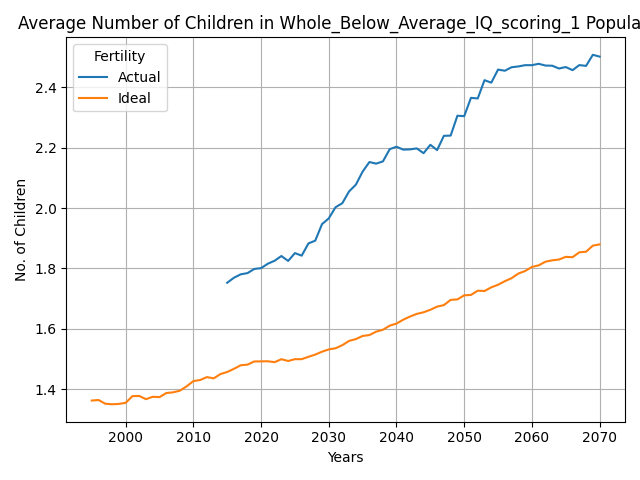 Average Number of Children in Whole_Below_Average_IQ_scoring_1 Popula
Fertility
Actual
Ideal
No. of Children
2.4
2.2
2.0
1.8
1.6
1.4
2000 2010 2020 2030 2040 2050 2060 2070
Years